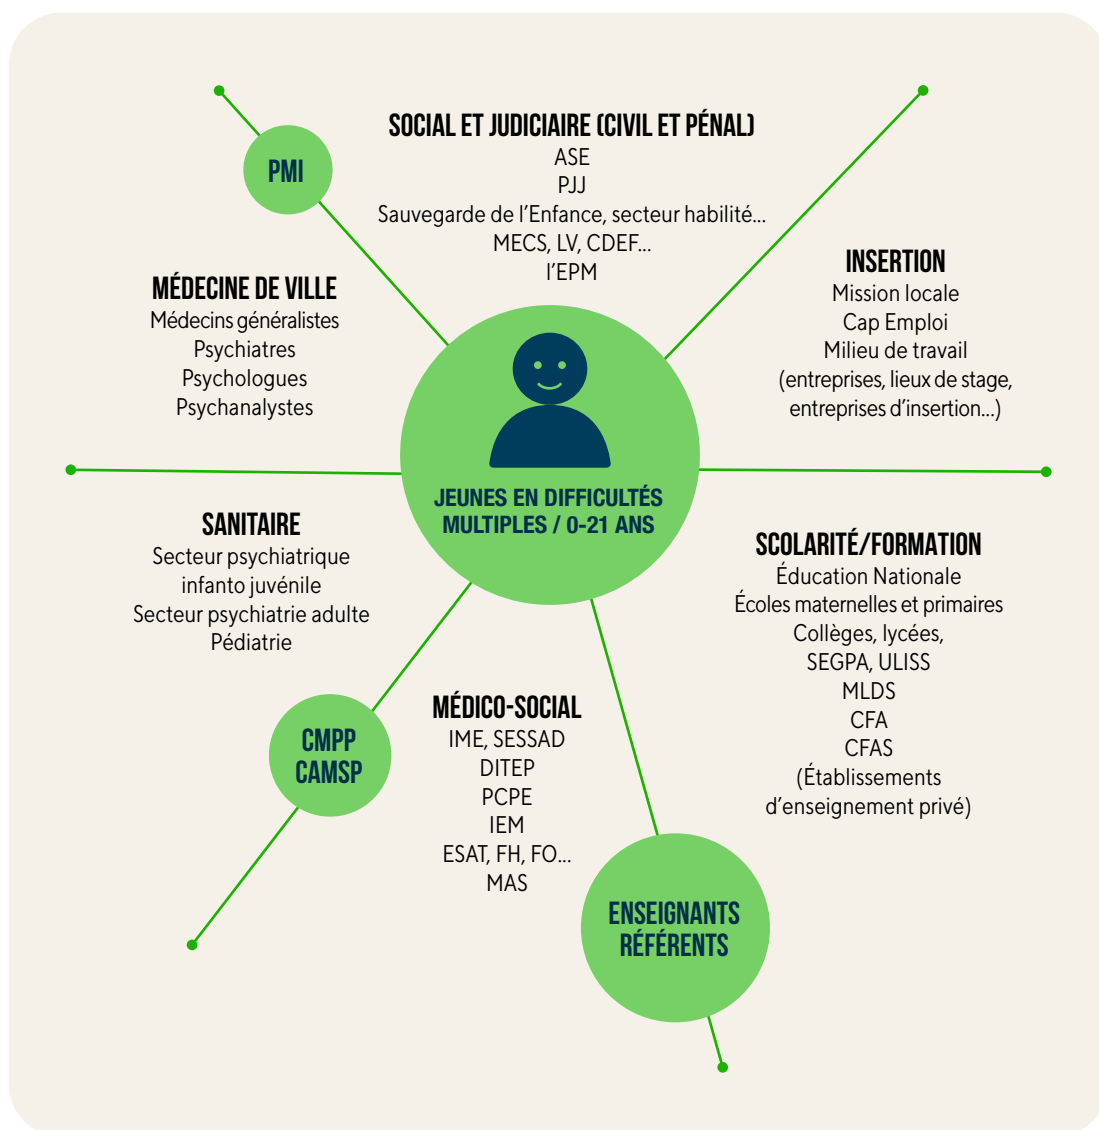 PMI
SOCIAL ET JUDICIAIRE (CIVIL ET PÉNAL)
ASE
PJJ
Sauvegarde de l'Enfance, secteur habilité...
MECS, LV, CDEF...
l'EPM
INSERTION
Mission locale
Cap Emploi
Milieu de travail
(entreprises, lieux de stage,
entreprises d'insertion...)
MÉDECINE DE VILLE
Médecins généralistes
Psychiatres
Psychologues
Psychanalystes
JEUNES EN DIFFICULTÉS
MULTIPLES / 0-21 ANS
SANITAIRE
Secteur psychiatrique
infanto juvénile
Secteur psychiatrie adulte
Pédiatrie
SCOLARITÉ/FORMATION
Éducation Nationale
Écoles maternelles et primaires
Collèges, lycées,
SEGPA, ULISS
MLDS
CFA
CFAS
(Établissements
d'enseignement privé)
CMPP
CAMSP
MÉDICO-SOCIAL
IME, SESSAD
DITEP
PCPE
IEM
ESAT, FH, FO...
MAS
ENSEIGNANTS
RÉFÉRENTS